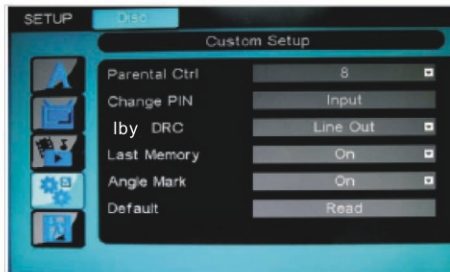 SETUP Disc
Custom Setup
Parental Ctrl 8
Change PIN Input
lby DRC Line Out
Last Memory On
Angle Mark On
Default Read